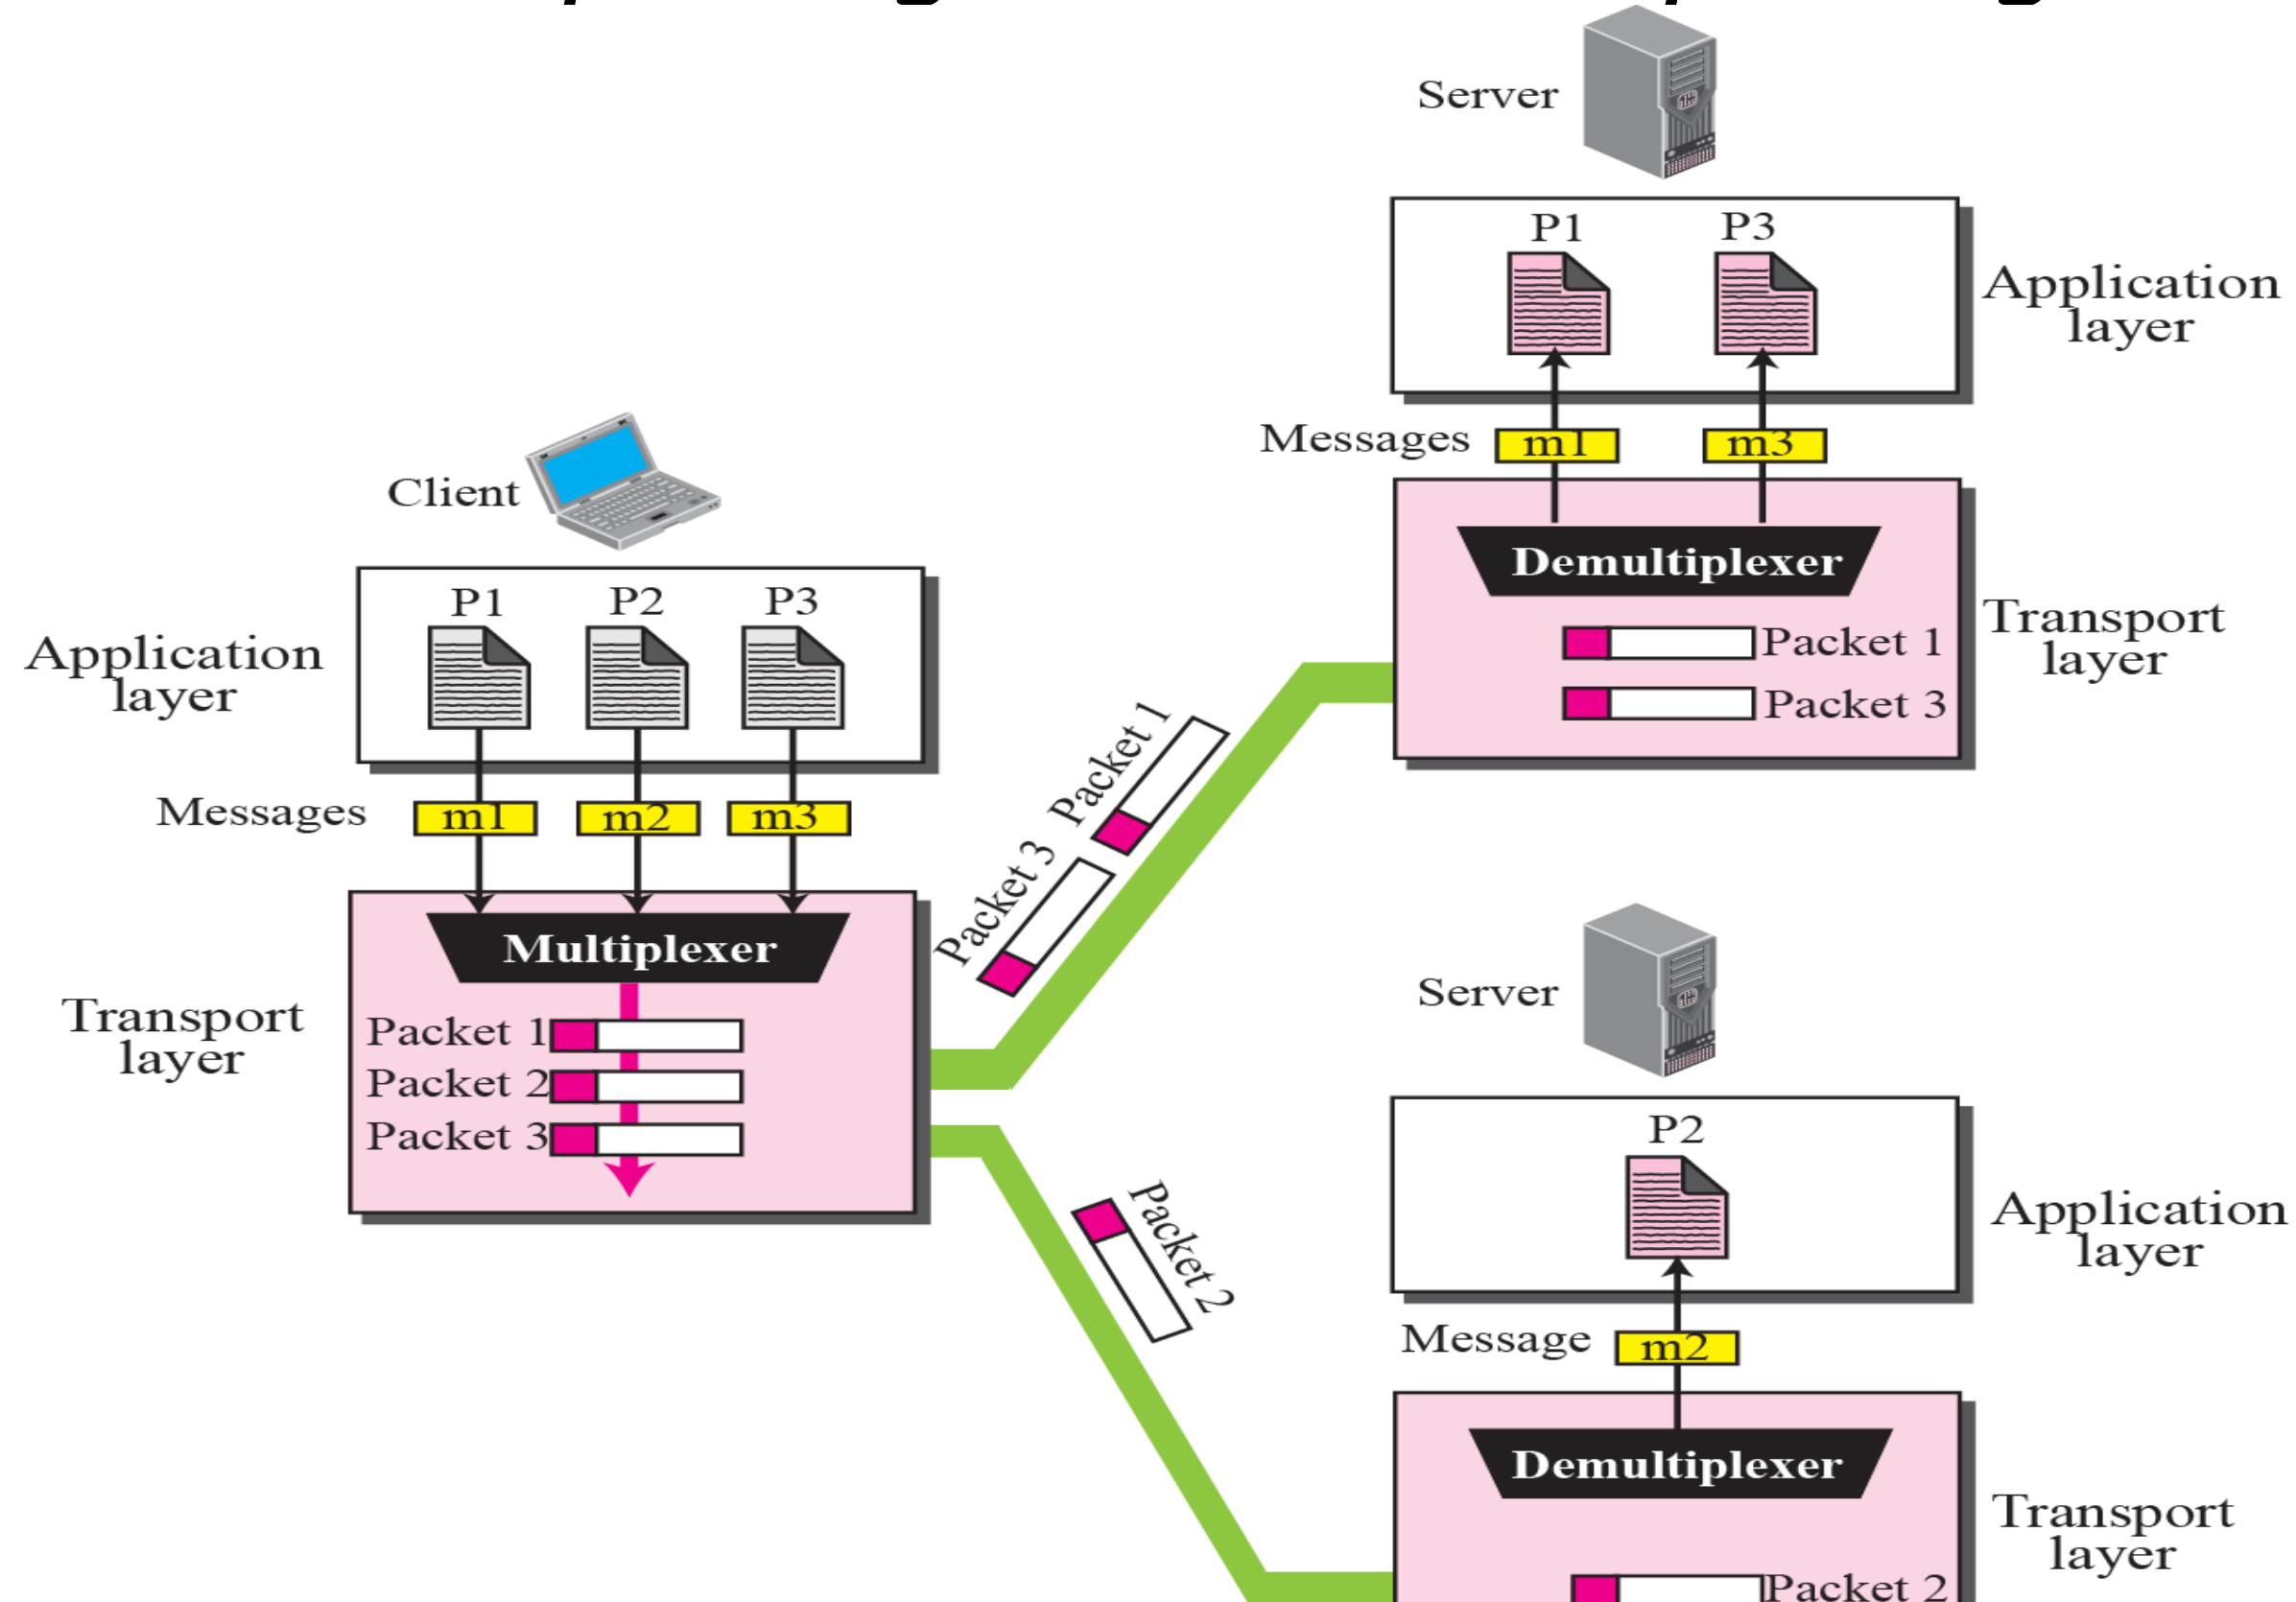 Server
P1 P3
Application
layer
Messages m1 m3
Demultiplexer
Packet 1
Packet 3
Transport
layer
Client
P1 P2 P3
Application
layer
Messages m1 m2 m3
Multiplexer
Packet 1
Packet 2
Packet 3
Transport
layer
Packet 1
Packet 3
Packet 2
Server
P2
Application
layer
Message m2
Demultiplexer
Packet 2
Transport
layer